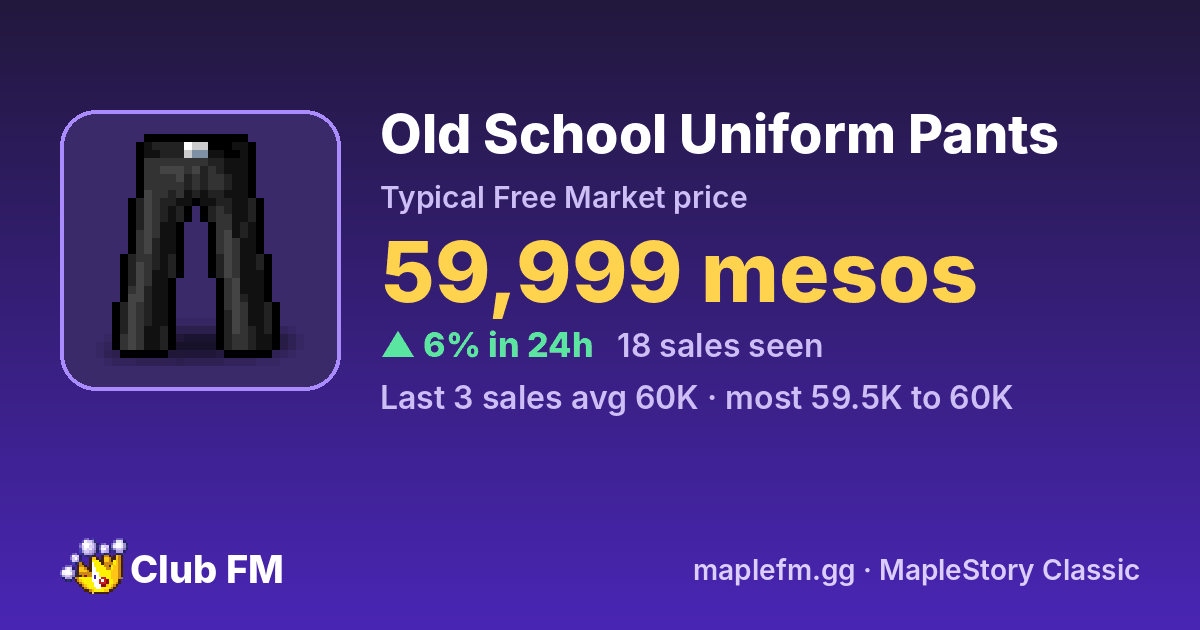 Old School Uniform Pants
Typical Free Market price
59,999 mesos
▲ 6% in 24h 18 sales seen
Last 3 sales avg 60K · most 59.5K to 60K
Club FM
maplefm.gg · MapleStory Classic